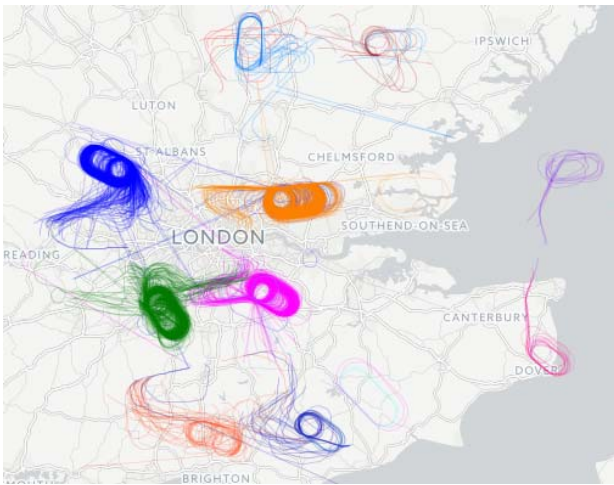 IPSWICH
LUTON
ST ALBANS
CHELMSFORD
LONDON
SOUTHEND-ON-SEA
READING
CANTERBURY
DOVER
BRIGHTON